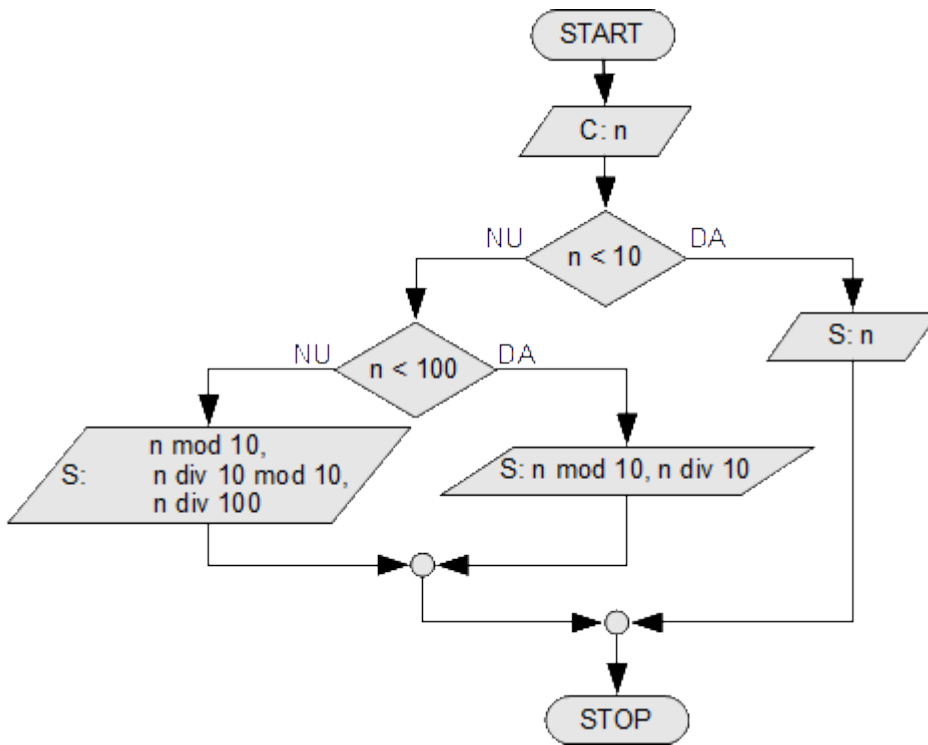 START
C: n
NU
DA
n < 10
S: n
NU
DA
n < 100
n mod 10,
S: n div 10 mod 10,
n div 100
S: n mod 10, n div 10
STOP